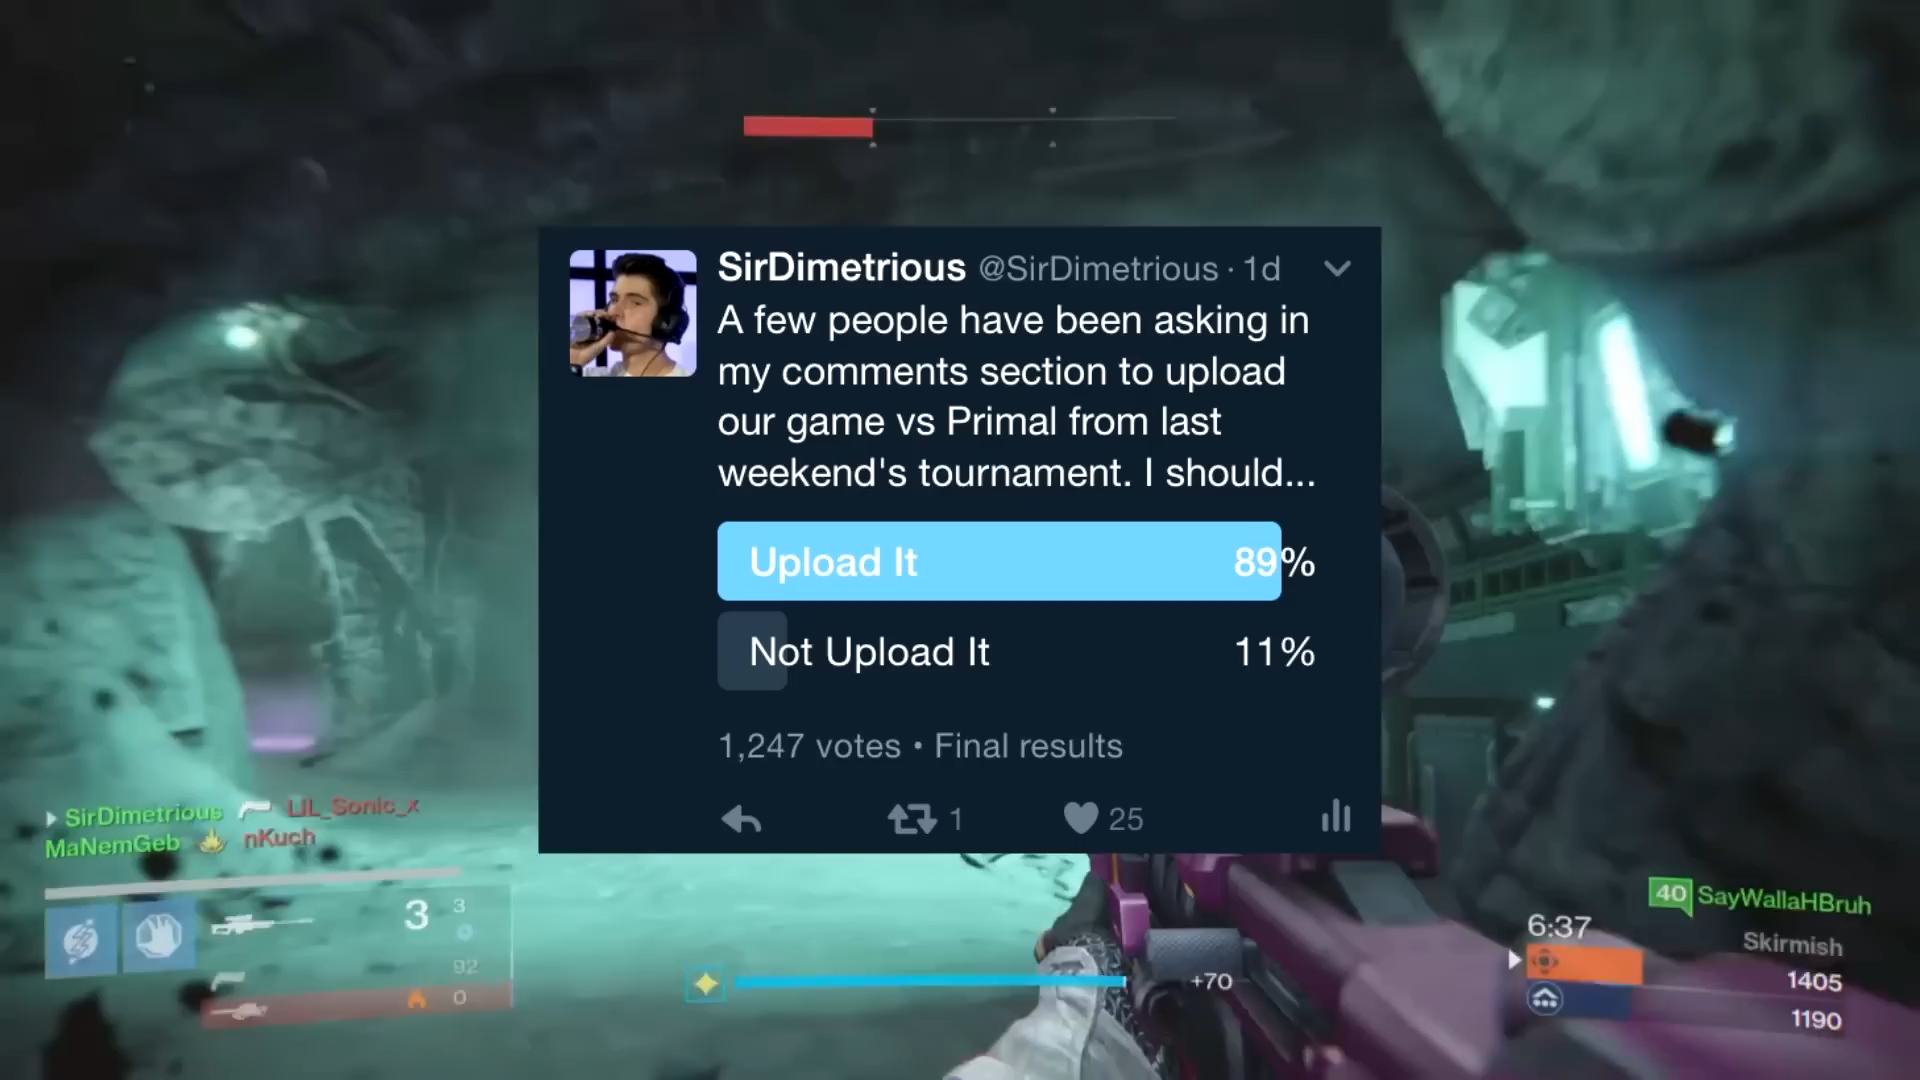 SirDimetrious @SirDimetrious · 1d
A few people have been asking in
my comments section to upload
our game vs Primal from last
weekend's tournament. I should...
Upload It 89%
Not Upload It 11%
1,247 votes • Final results
1 25
SirDimetrious LIL_Sonic_x
MaNemGeb nKuch
3 3
92
0
+70
40 SayWallaHBruh
6:37
Skirmish
1405
1190